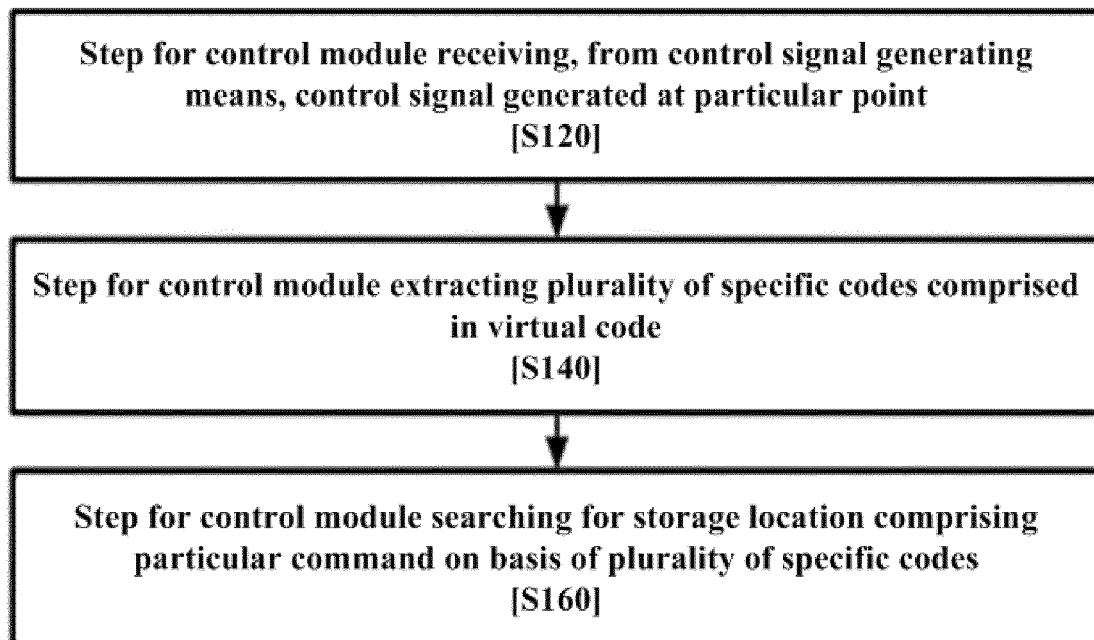 Step for control module receiving, from control signal generating
means, control signal generated at particular point
[S120]
Step for control module extracting plurality of specific codes comprised
in virtual code
[S140]
Step for control module searching for storage location comprising
particular command on basis of plurality of specific codes
[S160]